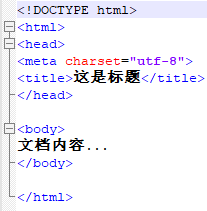 <!DOCTYPE html>
<html>
<head>
<meta charset="utf-8">
<title>这是标题</title>
</head>
<body>
文档内容...
</body>
</html>